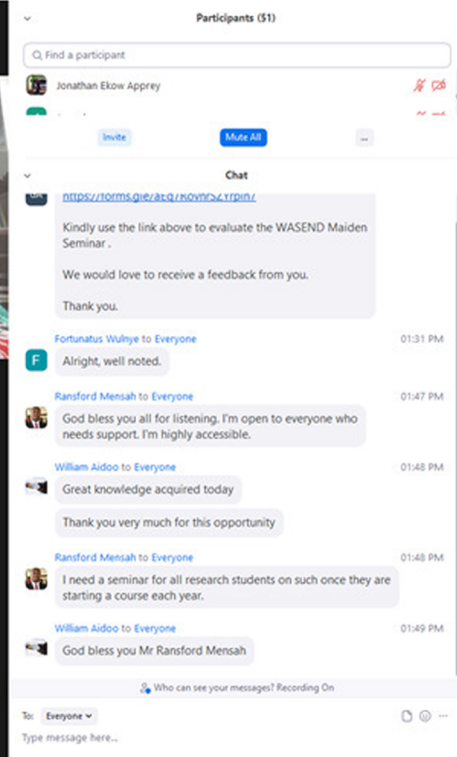 Participants (51)
Find a participant
Jonathan Ekow Apprey
Invite
Mute All
...
Chat
Kindly use the link above to evaluate the WASEND Maiden
Seminar .
We would love to receive a feedback from you.
Thank you.
Fortunatus Wulnye to Everyone 01:31 PM
F
Alright, well noted.
Ransford Mensah to Everyone 01:47 PM
God bless you all for listening. I'm open to everyone who
needs support. I'm highly accessible.
William Aidoo to Everyone 01:48 PM
Great knowledge acquired today
Thank you very much for this opportunity
Ransford Mensah to Everyone 01:48 PM
I need a seminar for all research students on such once they are
starting a course each year.
William Aidoo to Everyone 01:49 PM
God bless you Mr Ransford Mensah
Who can see your messages? Recording On
To: Everyone
Type message here...